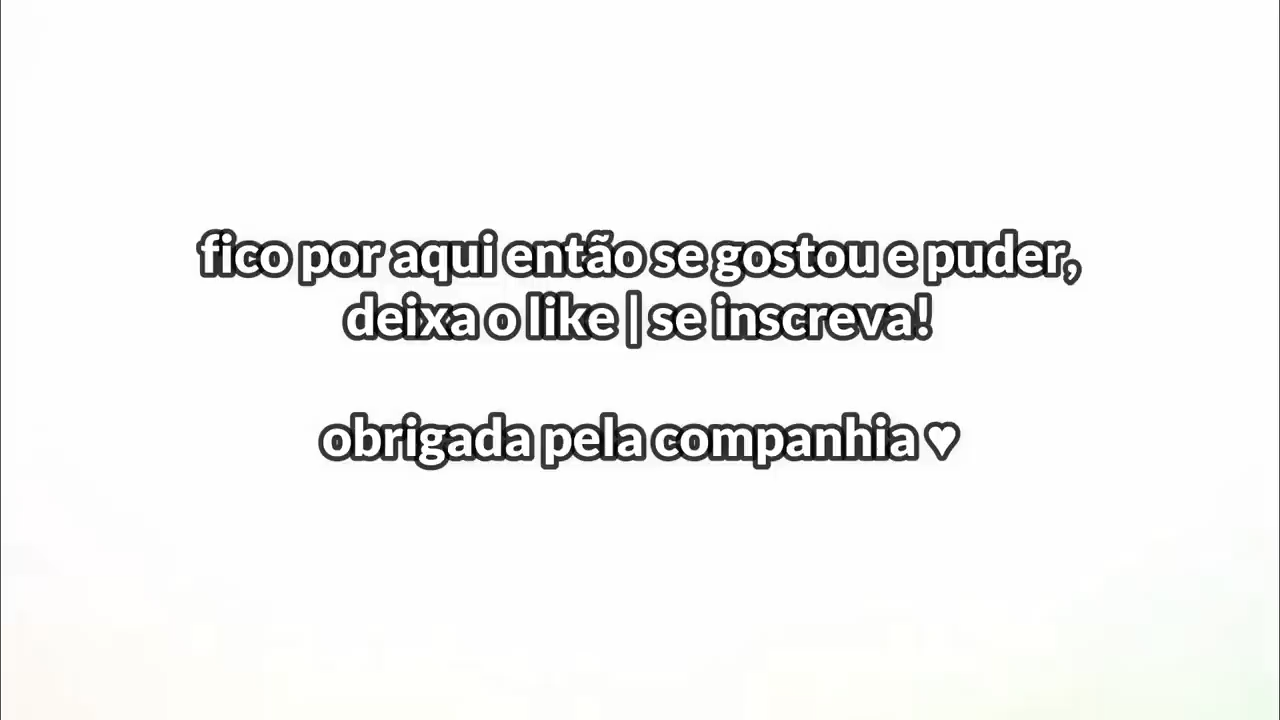 fico por aqui então se gostou e puder,
deixa o like | se inscreva!
obrigada pela companhia ♥